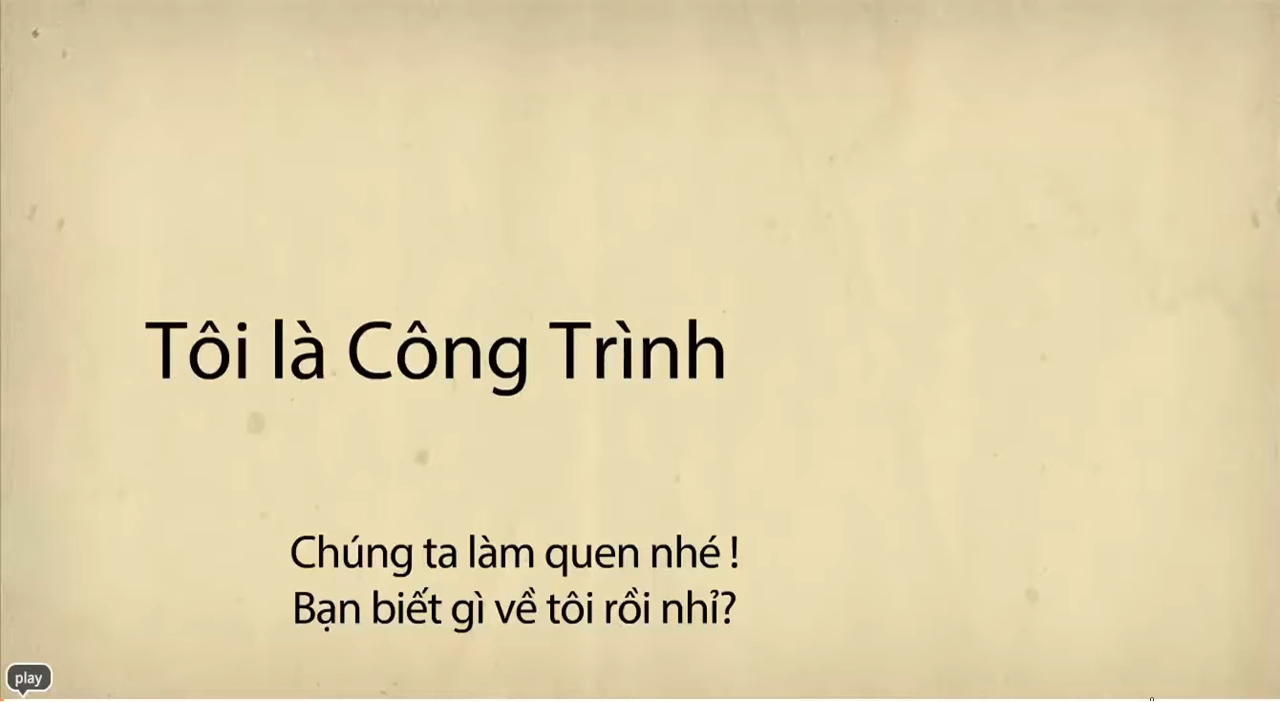 Tôi là Công Trình
Chúng ta làm quen nhé !
Bạn biết gì về tôi rồi nhỉ?
play